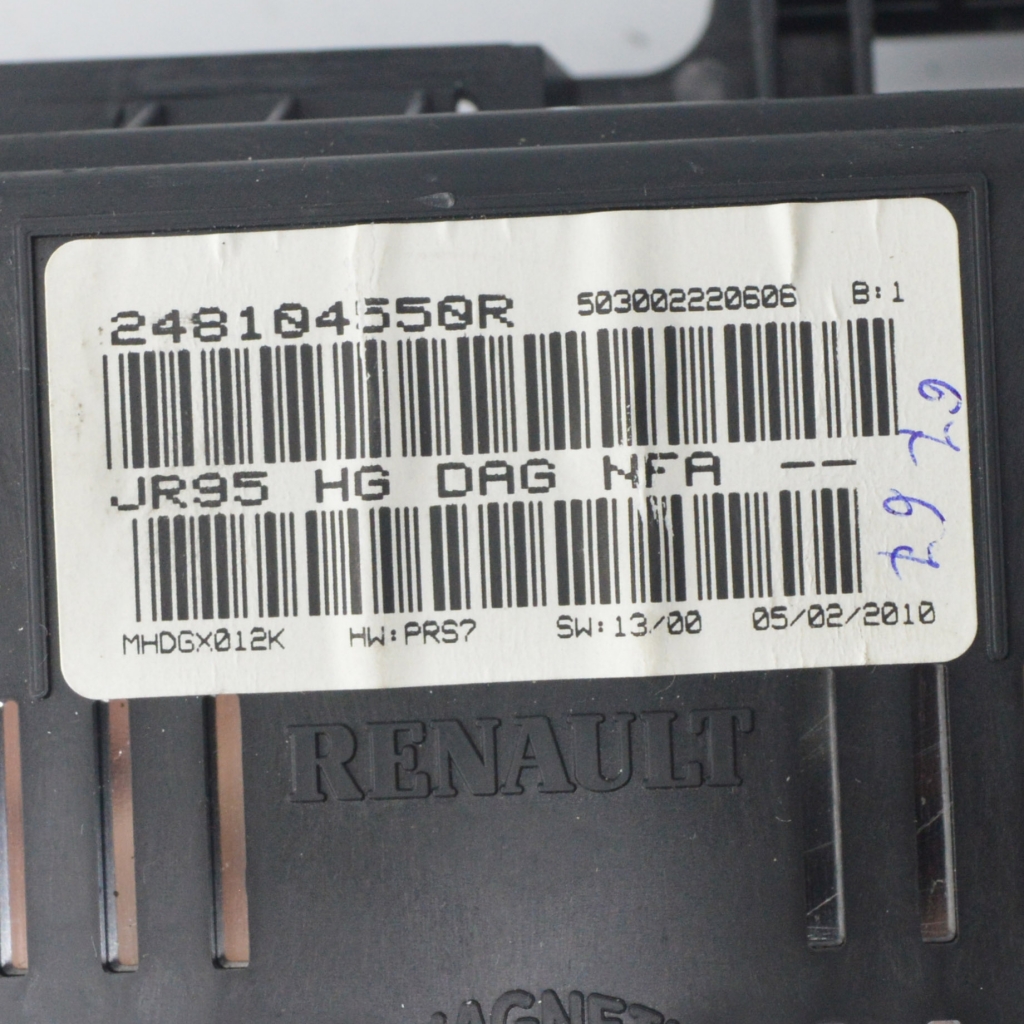 248104550R 503002220606 B:1
JR95 HG DAG NFA --
MHDGX012K HW:PRS7 SW:13/00 05/02/2010
RENAULT